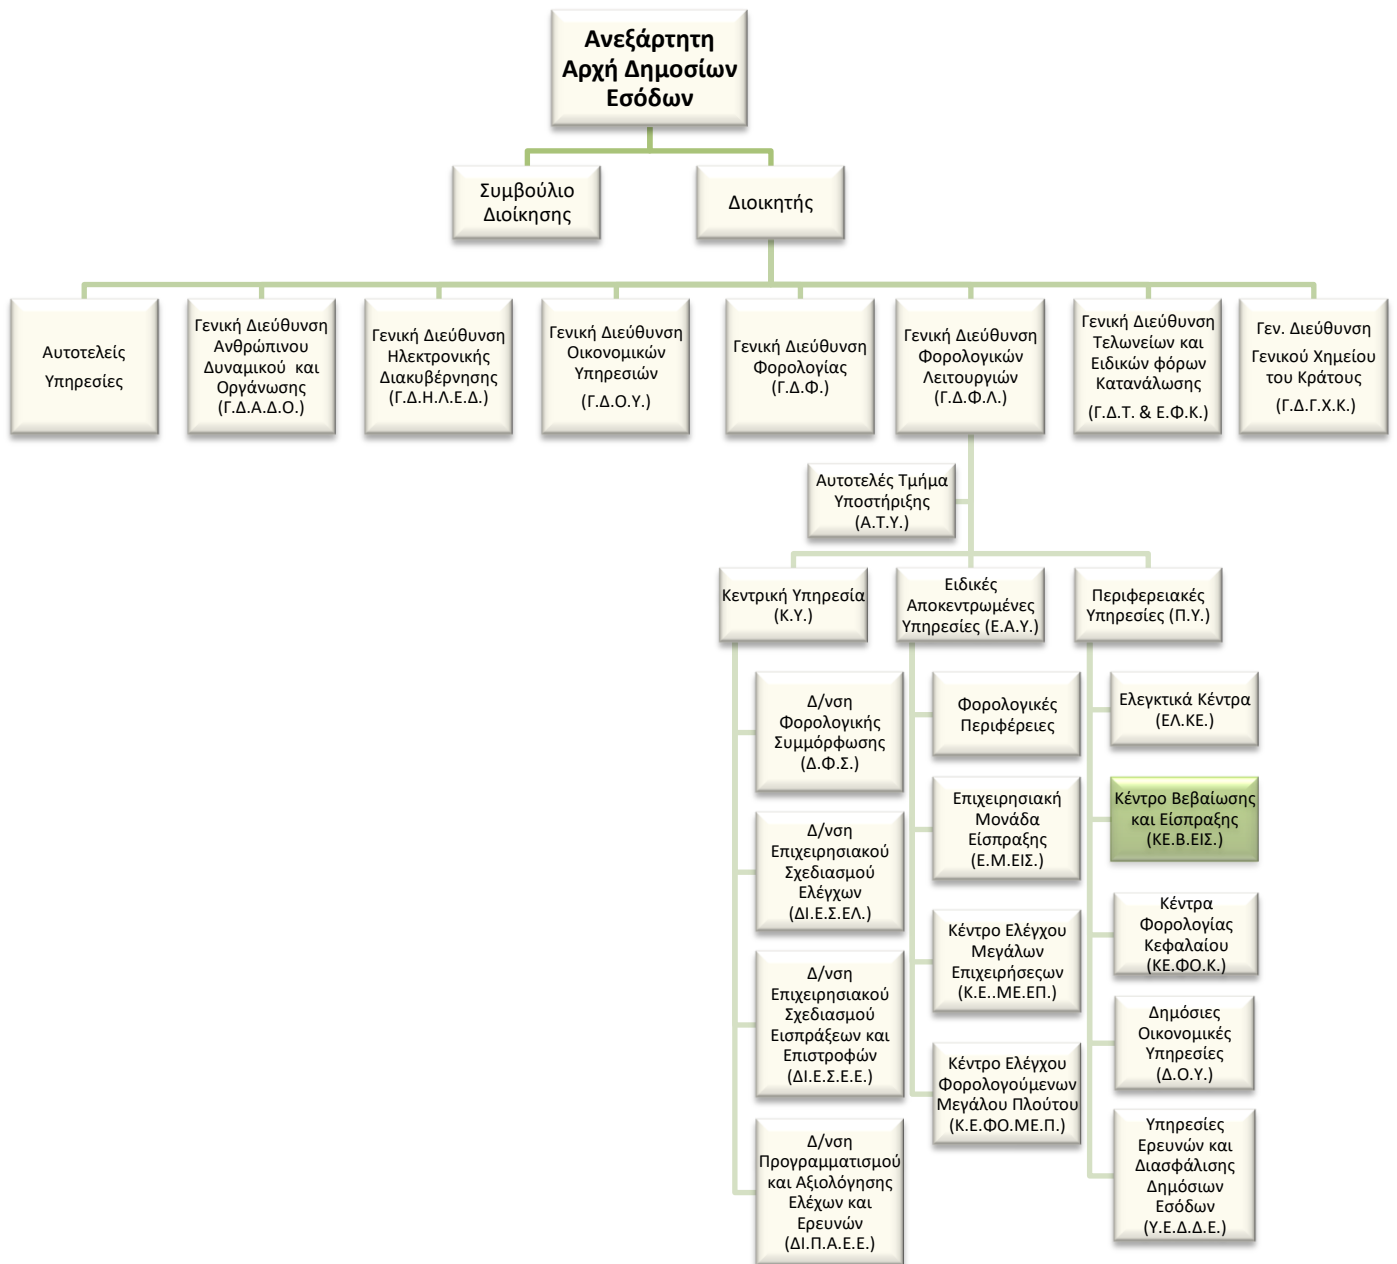 Ανεξάρτητη
Αρχή Δημοσίων
Εσόδων
Συμβούλιο
Διοίκησης
Διοικητής
Αυτοτελείς
Υπηρεσίες
Γενική Διεύθυνση
Ανθρώπινου
Δυναμικού και
Οργάνωσης
(Γ.Δ.Α.Δ.Ο.)
Γενική Διεύθυνση
Ηλεκτρονικής
Διακυβέρνησης
(Γ.Δ.Η.Λ.Ε.Δ.)
Γενική Διεύθυνση
Οικονομικών
Υπηρεσιών
(Γ.Δ.Ο.Υ.)
Γενική Διεύθυνση
Φορολογίας
(Γ.Δ.Φ.)
Γενική Διεύθυνση
Φορολογικών
Λειτουργιών
(Γ.Δ.Φ.Λ.)
Γενική Διεύθυνση
Τελωνείων και
Ειδικών φόρων
Κατανάλωσης
(Γ.Δ.Τ. & Ε.Φ.Κ.)
Γεν. Διεύθυνση
Γενικού Χημείου
του Κράτους
(Γ.Δ.Γ.Χ.Κ.)
Αυτοτελές Τμήμα
Υποστήριξης
(Α.Τ.Υ.)
Κεντρική Υπηρεσία
(Κ.Υ.)
Δ/νση
Φορολογικής
Συμμόρφωσης
(Δ.Φ.Σ.)
Δ/νση
Επιχειρησιακού
Σχεδιασμού
Ελέγχων
(ΔΙ.Ε.Σ.ΕΛ.)
Δ/νση
Επιχειρησιακού
Σχεδιασμού
Εισπράξεων και
Επιστροφών
(ΔΙ.Ε.Σ.Ε.Ε.)
Δ/νση
Προγραμματισμού
και Αξιολόγησης
Ελέχων και
Ερευνών
(ΔΙ.Π.Α.Ε.Ε.)
Ειδικές
Αποκεντρωμένες
Υπηρεσίες (Ε.Α.Υ.)
Φορολογικές
Περιφέρειες
Επιχειρησιακή
Μονάδα
Είσπραξης
(Ε.Μ.ΕΙΣ.)
Κέντρο Ελέγχου
Μεγάλων
Επιχειρήσεςων
(Κ.Ε..ΜΕ.ΕΠ.)
Κέντρο Ελέγχου
Φορολογούμενων
Μεγάλου Πλούτου
(Κ.Ε.ΦΟ.ΜΕ.Π.)
Περιφερειακές
Υπηρεσίες (Π.Υ.)
Ελεγκτικά Κέντρα
(ΕΛ.ΚΕ.)
Κέντρο Βεβαίωσης
και Είσπραξης
(ΚΕ.Β.ΕΙΣ.)
Κέντρα
Φορολογίας
Κεφαλαίου
(ΚΕ.ΦΟ.Κ.)
Δημόσιες
Οικονομικές
Υπηρεσίες
(Δ.Ο.Υ.)
Υπηρεσίες
Ερευνών και
Διασφάλισης
Δημόσιων
Εσόδων
(Υ.Ε.Δ.Δ.Ε.)